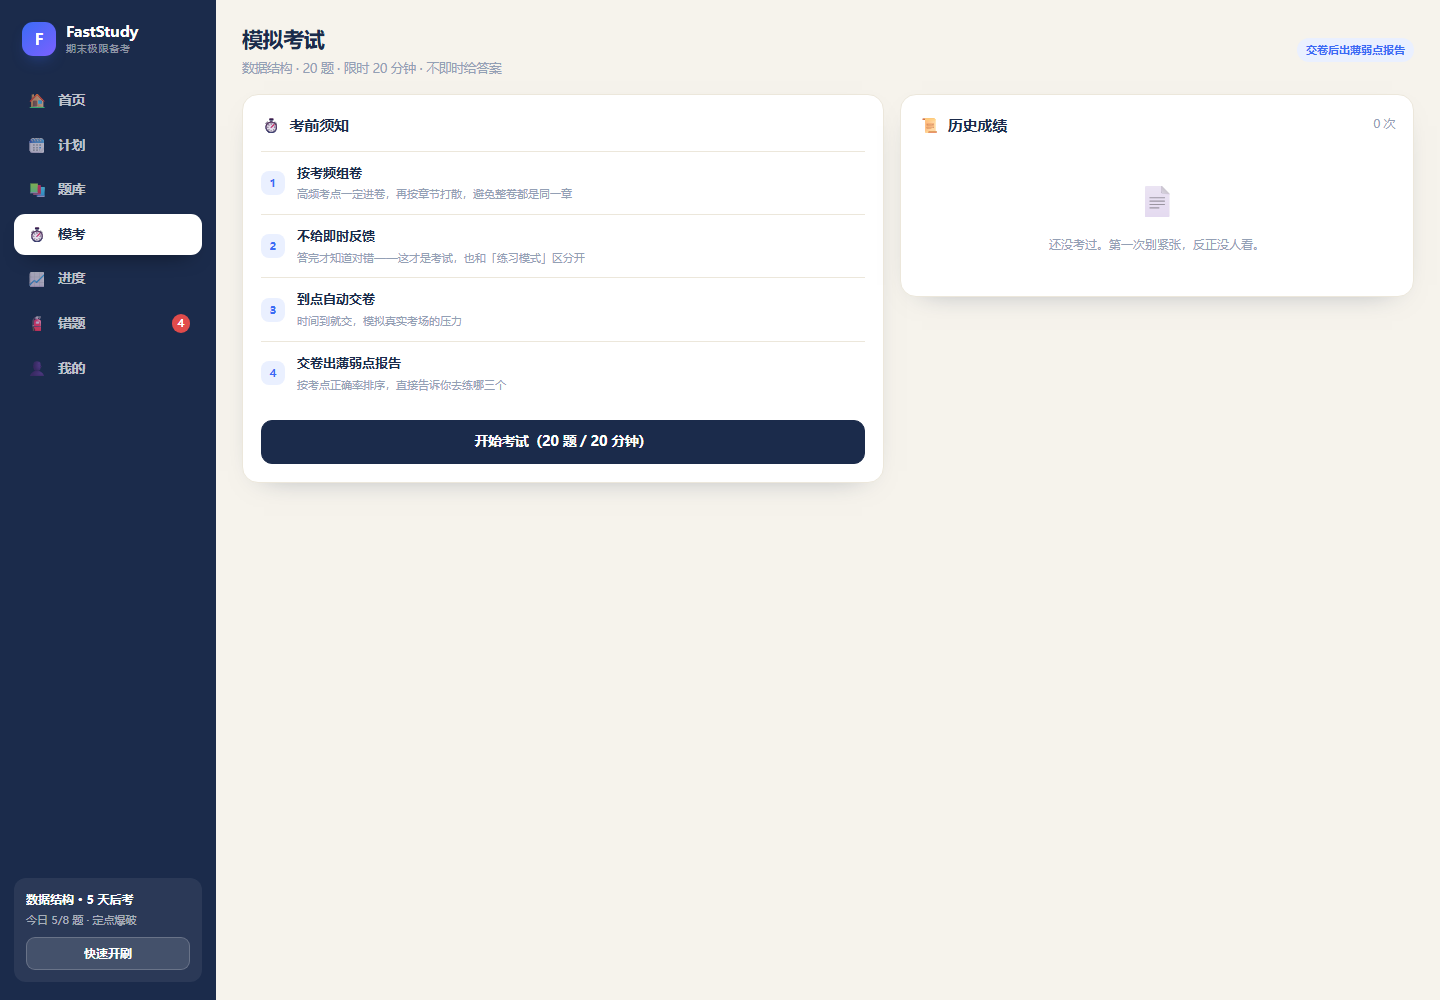 F
FastStudy
期末极限备考
首页
计划
题库
模考
进度
错题
4
我的
数据结构 · 5 天后考
今日 5/8 题 · 定点爆破
快速开刷
模拟考试
数据结构 · 20 题 · 限时 20 分钟 · 不即时给答案
交卷后出薄弱点报告
考前须知
1
按考频组卷
高频考点一定进卷，再按章节打散，避免整卷都是同一章
2
不给即时反馈
答完才知道对错——这才是考试，也和「练习模式」区分开
3
到点自动交卷
时间到就交，模拟真实考场的压力
4
交卷出薄弱点报告
按考点正确率排序，直接告诉你去练哪三个
开始考试（20 题 / 20 分钟）
历史成绩
0 次
还没考过。第一次别紧张，反正没人看。